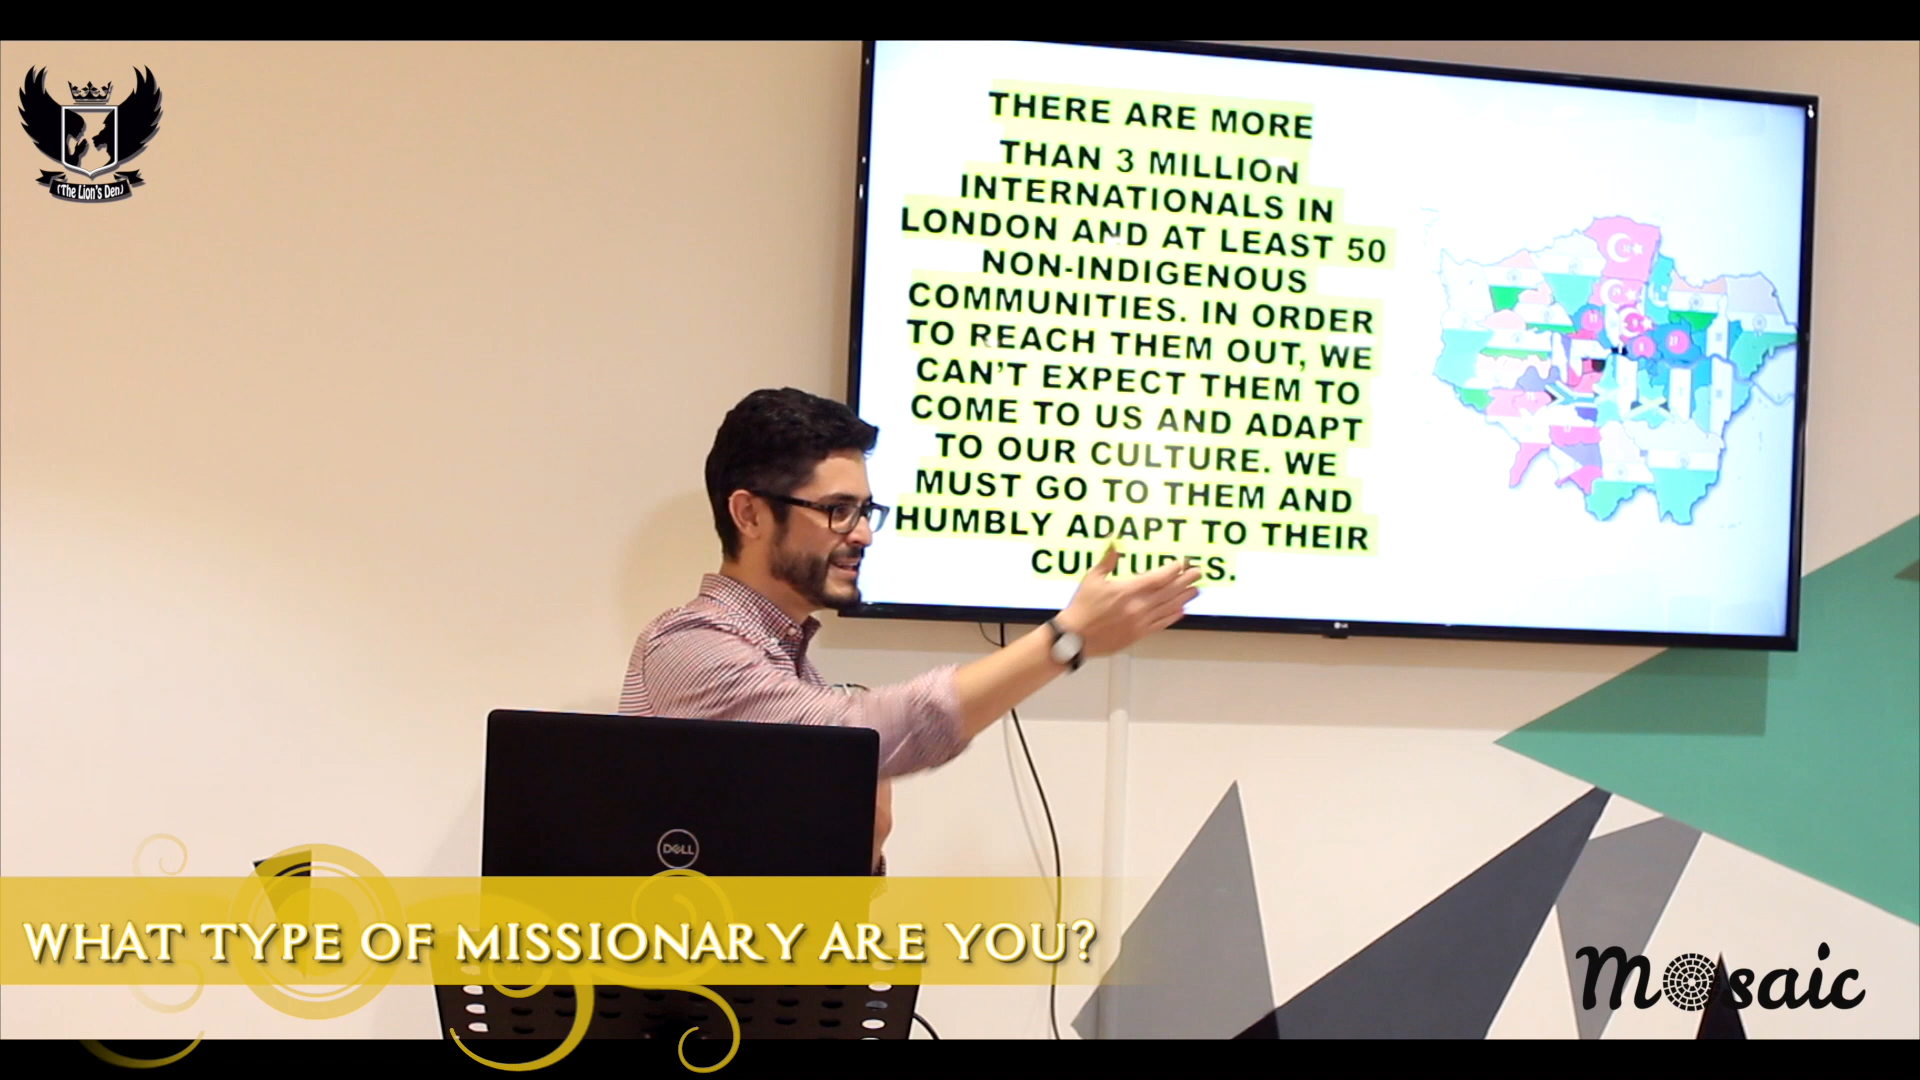 (The Lion's Den)
THERE ARE MORE
THAN 3 MILLION
INTERNATIONALS IN
LONDON AND AT LEAST 50
NON-INDIGENOUS
COMMUNITIES. IN ORDER
TO REACH THEM OUT, WE
CAN'T EXPECT THEM TO
COME TO US AND ADAPT
TO OUR CULTURE. WE
MUST GO TO THEM AND
HUMBLY ADAPT TO THEIR
CULTURES.
LG
DELL
WHAT TYPE OF MISSIONARY ARE YOU?
Mosaic